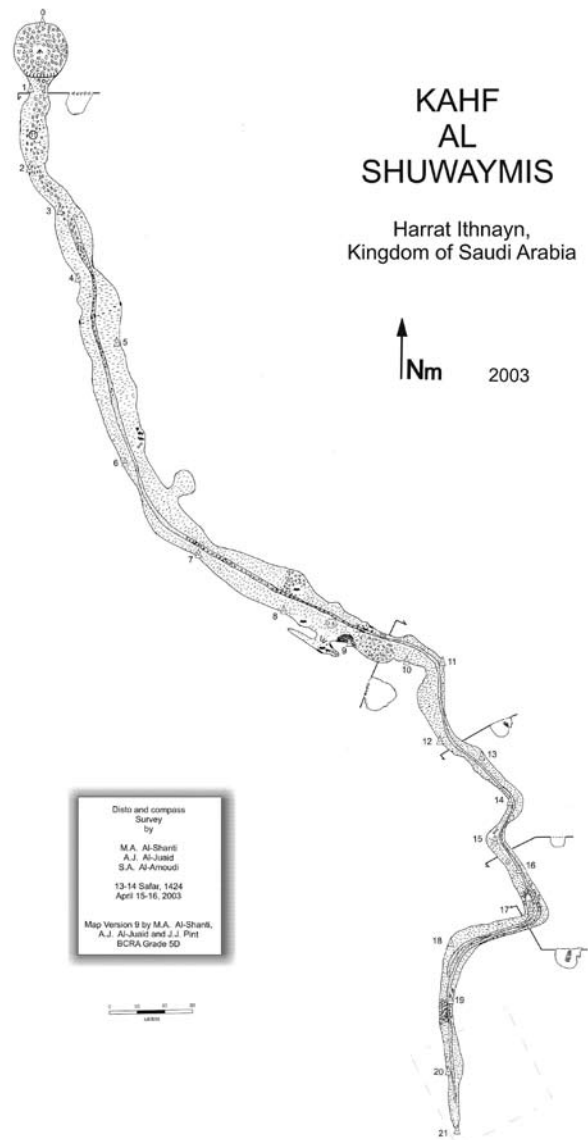 KAHF
AL
SHUWAYMIS
Harrat Ithnayn,
Kingdom of Saudi Arabia
Nm
2003
0
1
2
3
4
5
6
7
8
9
10
11
12
13
14
15
16
17
18
19
20
21
Disto and compass
Survey
by
M.A. Al-Shanti
A.J. Al-Juaid
S.A. Al-Amoudi
13-14 Safar, 1424
April 15-16, 2003
Map Version 9 by M.A. Al-Shanti,
A.J. Al-Juaid and J.J. Pint
BCRA Grade 5D